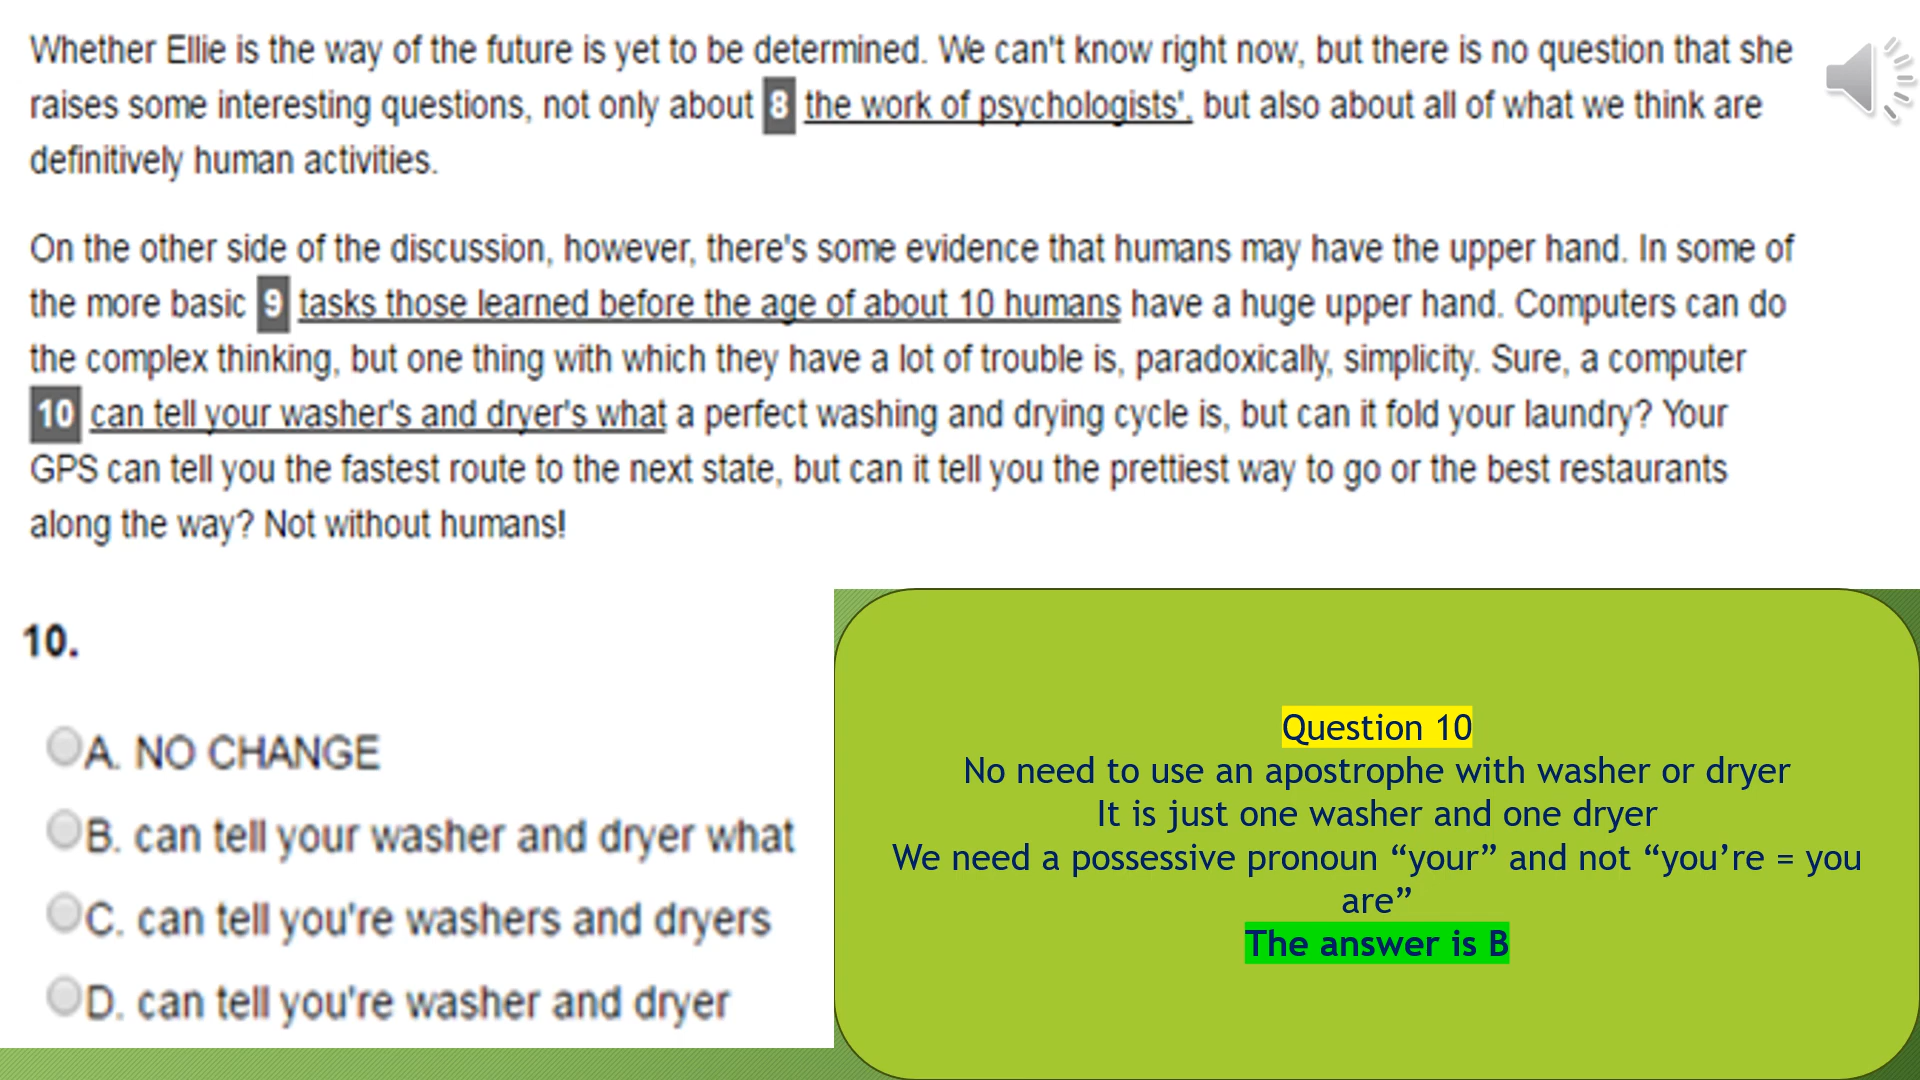 Whether Ellie is the way of the future is yet to be determined. We can't know right now, but there is no question that she
raises some interesting questions, not only about 8 the work of psychologists', but also about all of what we think are
definitively human activities.
On the other side of the discussion, however, there's some evidence that humans may have the upper hand. In some of
the more basic 9 tasks those learned before the age of about 10 humans have a huge upper hand. Computers can do
the complex thinking, but one thing with which they have a lot of trouble is, paradoxically, simplicity. Sure, a computer
10 can tell your washer's and dryer's what a perfect washing and drying cycle is, but can it fold your laundry? Your
GPS can tell you the fastest route to the next state, but can it tell you the prettiest way to go or the best restaurants
along the way? Not without humans!
10.
A. NO CHANGE
B. can tell your washer and dryer what
C. can tell you're washers and dryers
D. can tell you're washer and dryer
Question 10
No need to use an apostrophe with washer or dryer
It is just one washer and one dryer
We need a possessive pronoun “your” and not “you’re = you
are”
The answer is B